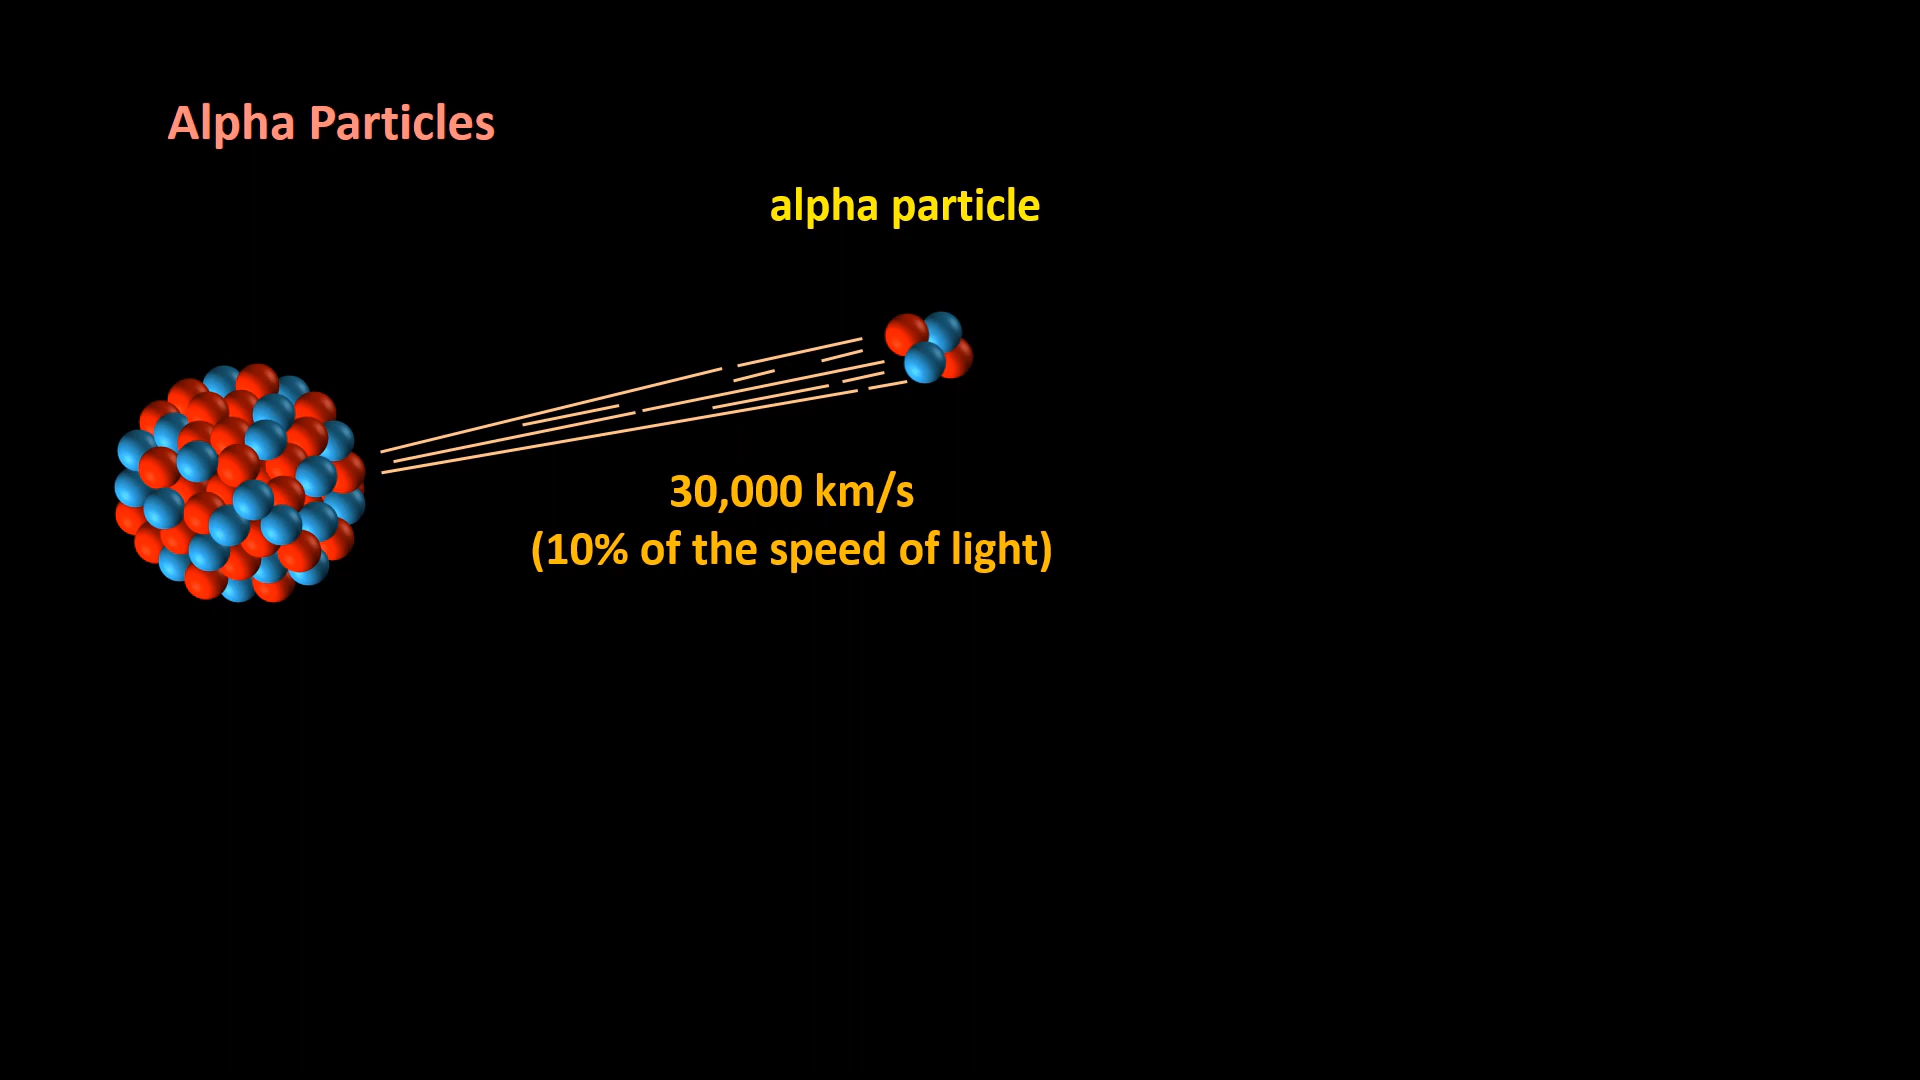 Alpha Particles
alpha particle
30,000 km/s
(10% of the speed of light)